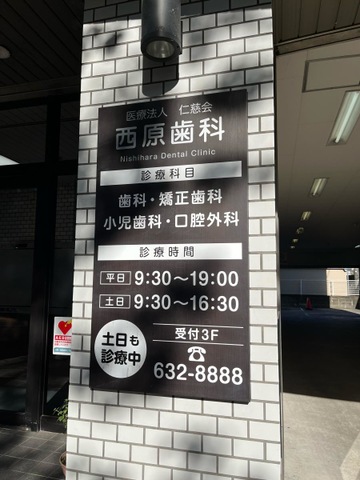 医療法人 仁慈会
西原歯科
Nishihara Dental Clinic
診療科目
歯科・矯正歯科
小児歯科・口腔外科
診療時間
平日 9:30～19:00
土日 9:30～16:30
土日も
診療中
受付3F
☎
632-8888